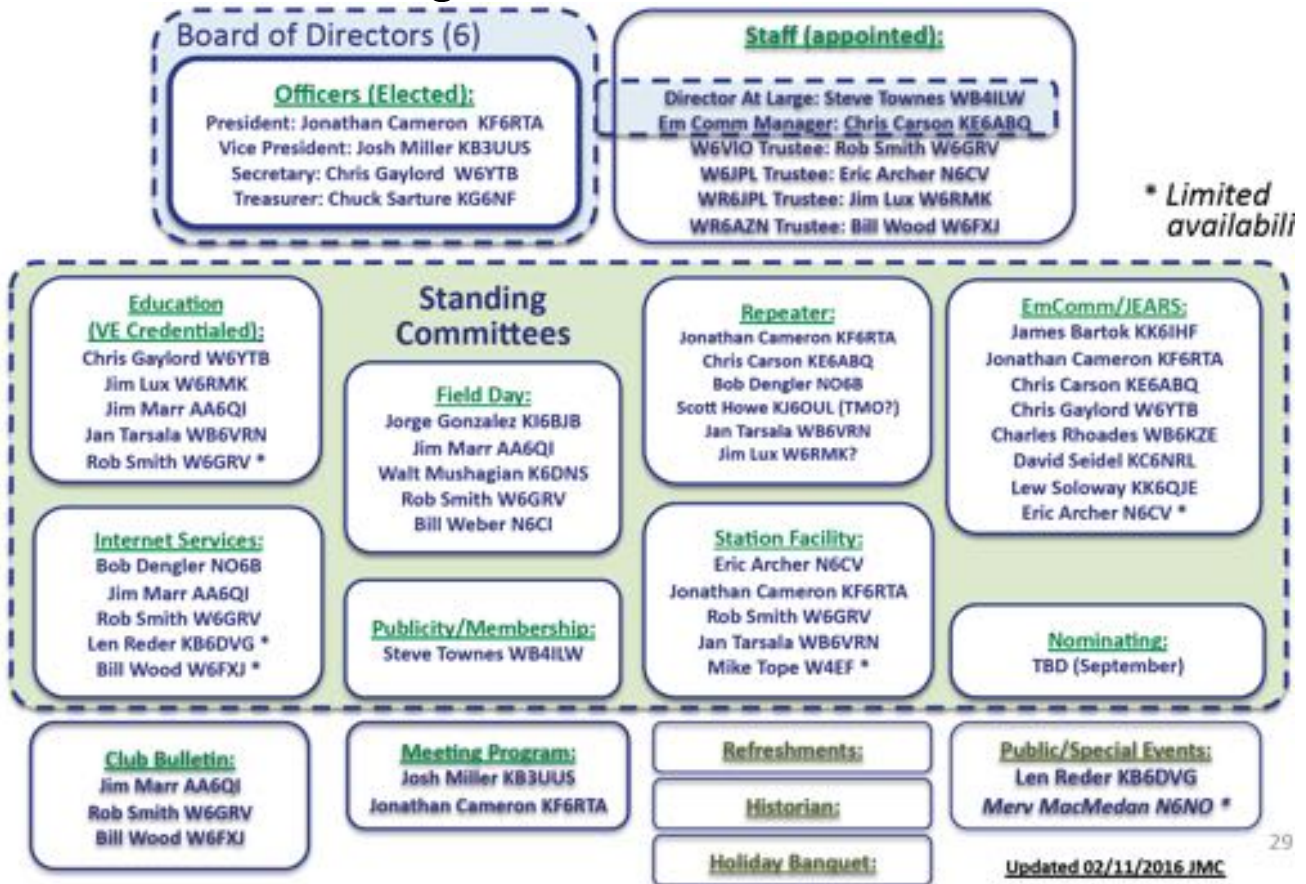 Board of Directors (6)
Officers (Elected):
President: Jonathan Cameron KF6RTA
Vice President: Josh Miller KB3UUS
Secretary: Chris Gaylord W6YTB
Treasurer: Chuck Sarture KG6NF
Staff (appointed):
Director At Large: Steve Townes WB4ILW
Em Comm Manager: Chris Carson KE6ABQ
W6VIO Trustee: Rob Smith W6GRV
W6JPL Trustee: Eric Archer N6CV
WR6JPL Trustee: Jim Lux W6RMK
WR6AZN Trustee: Bill Wood W6FXJ
* Limited
availabili
Standing
Committees
Education
(VE Credentialed):
Chris Gaylord W6YTB
Jim Lux W6RMK
Jim Marr AA6QI
Jan Tarsala WB6VRN
Rob Smith W6GRV *
Field Day:
Jorge Gonzalez KI6BJB
Jim Marr AA6QI
Walt Mushagian K6DNS
Rob Smith W6GRV
Bill Weber N6CI
Repeater:
Jonathan Cameron KF6RTA
Chris Carson KE6ABQ
Bob Dengler NO6B
Scott Howe KJ6OUL (TMO?)
Jan Tarsala WB6VRN
Jim Lux W6RMK?
EmComm/JEARS:
James Bartok KK6IHF
Jonathan Cameron KF6RTA
Chris Carson KE6ABQ
Chris Gaylord W6YTB
Charles Rhoades WB6KZE
David Seidel KC6NRL
Lew Soloway KK6QJE
Eric Archer N6CV *
Internet Services:
Bob Dengler NO6B
Jim Marr AA6QI
Rob Smith W6GRV
Len Reder KB6DVG *
Bill Wood W6FXJ *
Publicity/Membership:
Steve Townes WB4ILW
Station Facility:
Eric Archer N6CV
Jonathan Cameron KF6RTA
Rob Smith W6GRV
Jan Tarsala WB6VRN
Mike Tope W4EF *
Nominating:
TBD (September)
Club Bulletin:
Jim Marr AA6QI
Rob Smith W6GRV
Bill Wood W6FXJ
Meeting Program:
Josh Miller KB3UUS
Jonathan Cameron KF6RTA
Refreshments:
Historian:
Holiday Banquet:
Public/Special Events:
Len Reder KB6DVG
Merv MacMedan N6NO *
29
Updated 02/11/2016 JMC